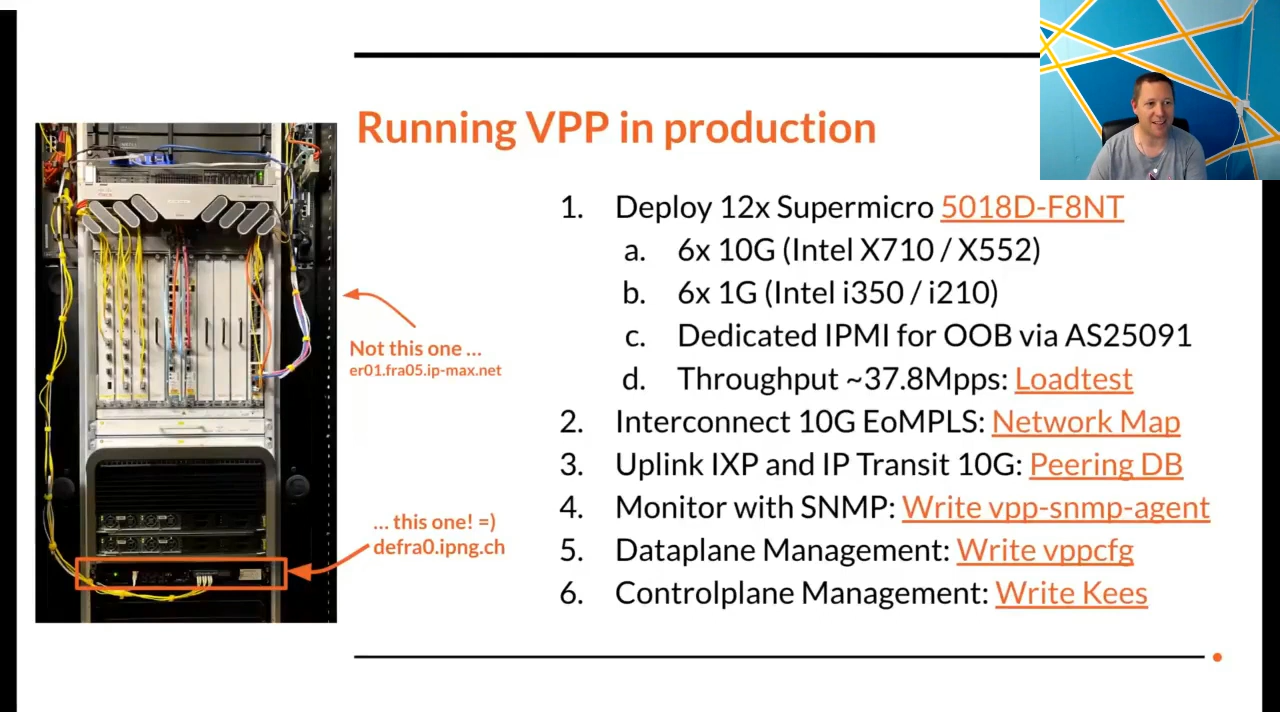 Running VPP in production
1. Deploy 12x Supermicro 5018D-F8NT
a. 6x 10G (Intel X710 / X552)
b. 6x 1G (Intel i350 / i210)
c. Dedicated IPMI for OOB via AS25091
d. Throughput ~37.8Mpps: Loadtest
2. Interconnect 10G EoMPLS: Network Map
3. Uplink IXP and IP Transit 10G: Peering DB
4. Monitor with SNMP: Write vpp-snmp-agent
5. Dataplane Management: Write vppcfg
6. Controlplane Management: Write Kees
Not this one ...
er01.fra05.ip-max.net
... this one! =)
defra0.ipng.ch